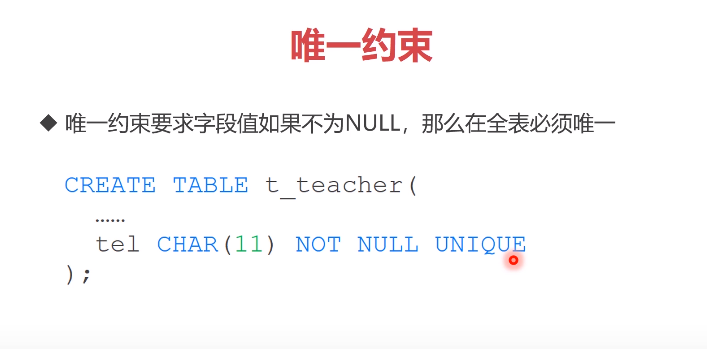 唯一约束
◆ 唯一约束要求字段值如果不为NULL，那么在全表必须唯一
CREATE TABLE t_teacher(
……
tel CHAR(11) NOT NULL UNIQUE
);